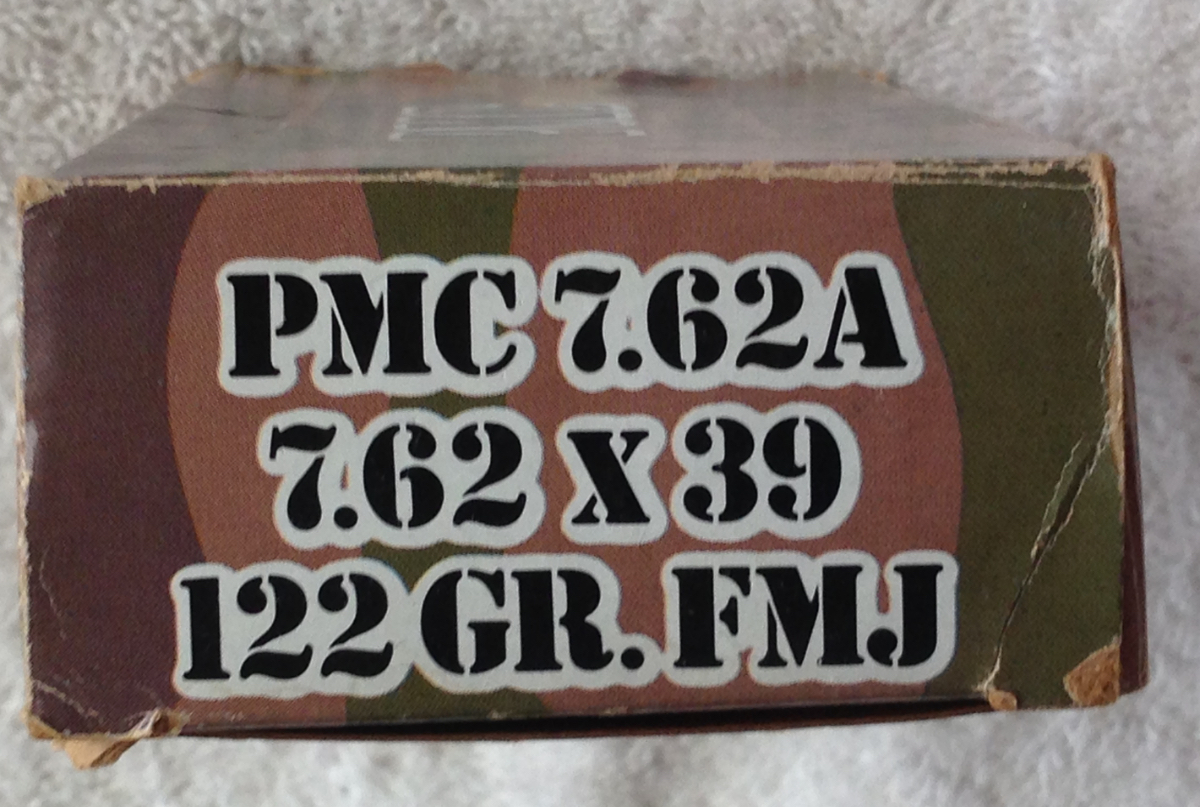 PMC 7.62A
7.62 X 39
122 GR. FMJ